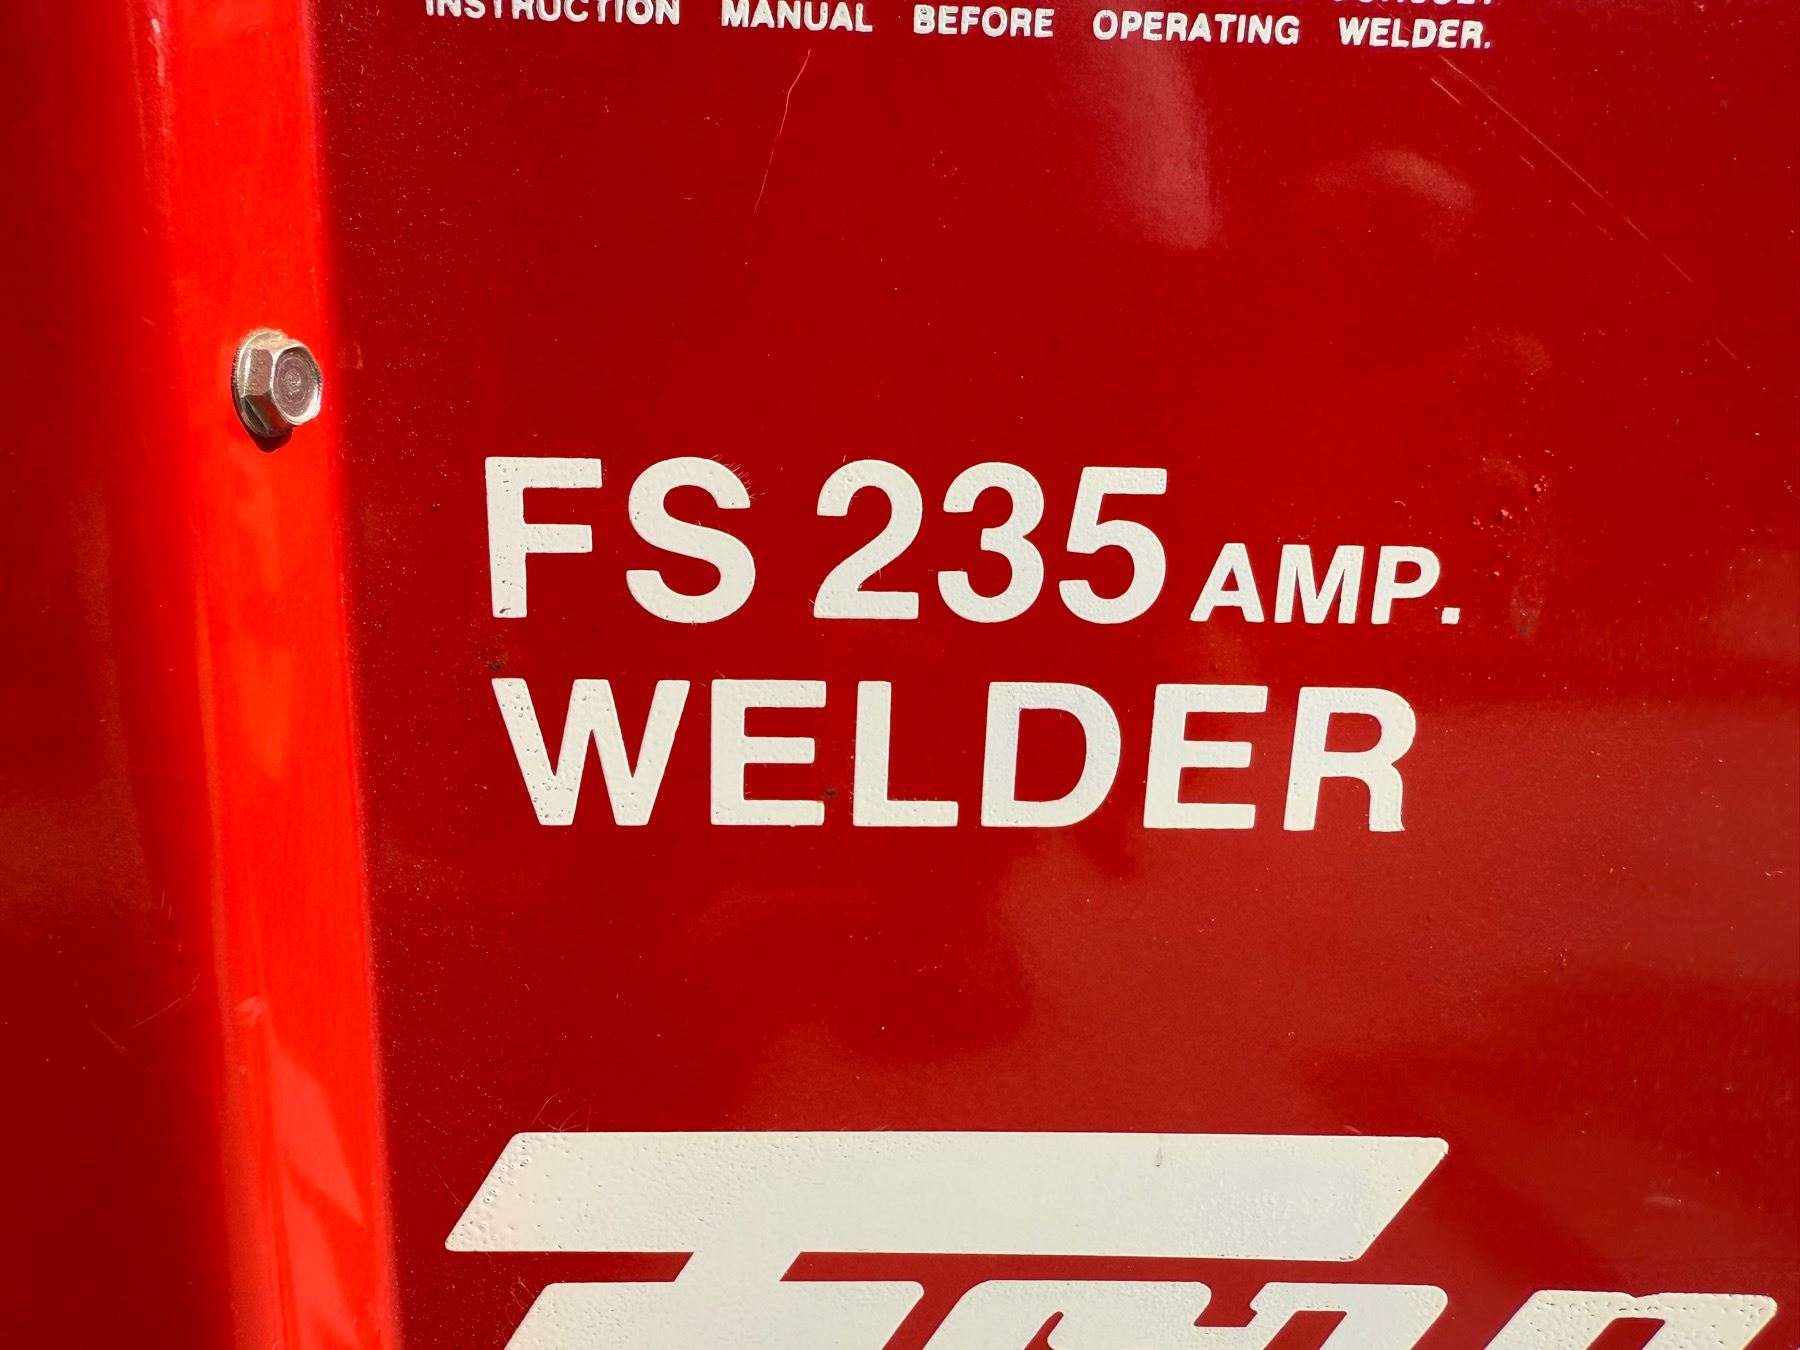 INSTRUCTION MANUAL BEFORE OPERATING WELDER.
FS 235 AMP.
WELDER